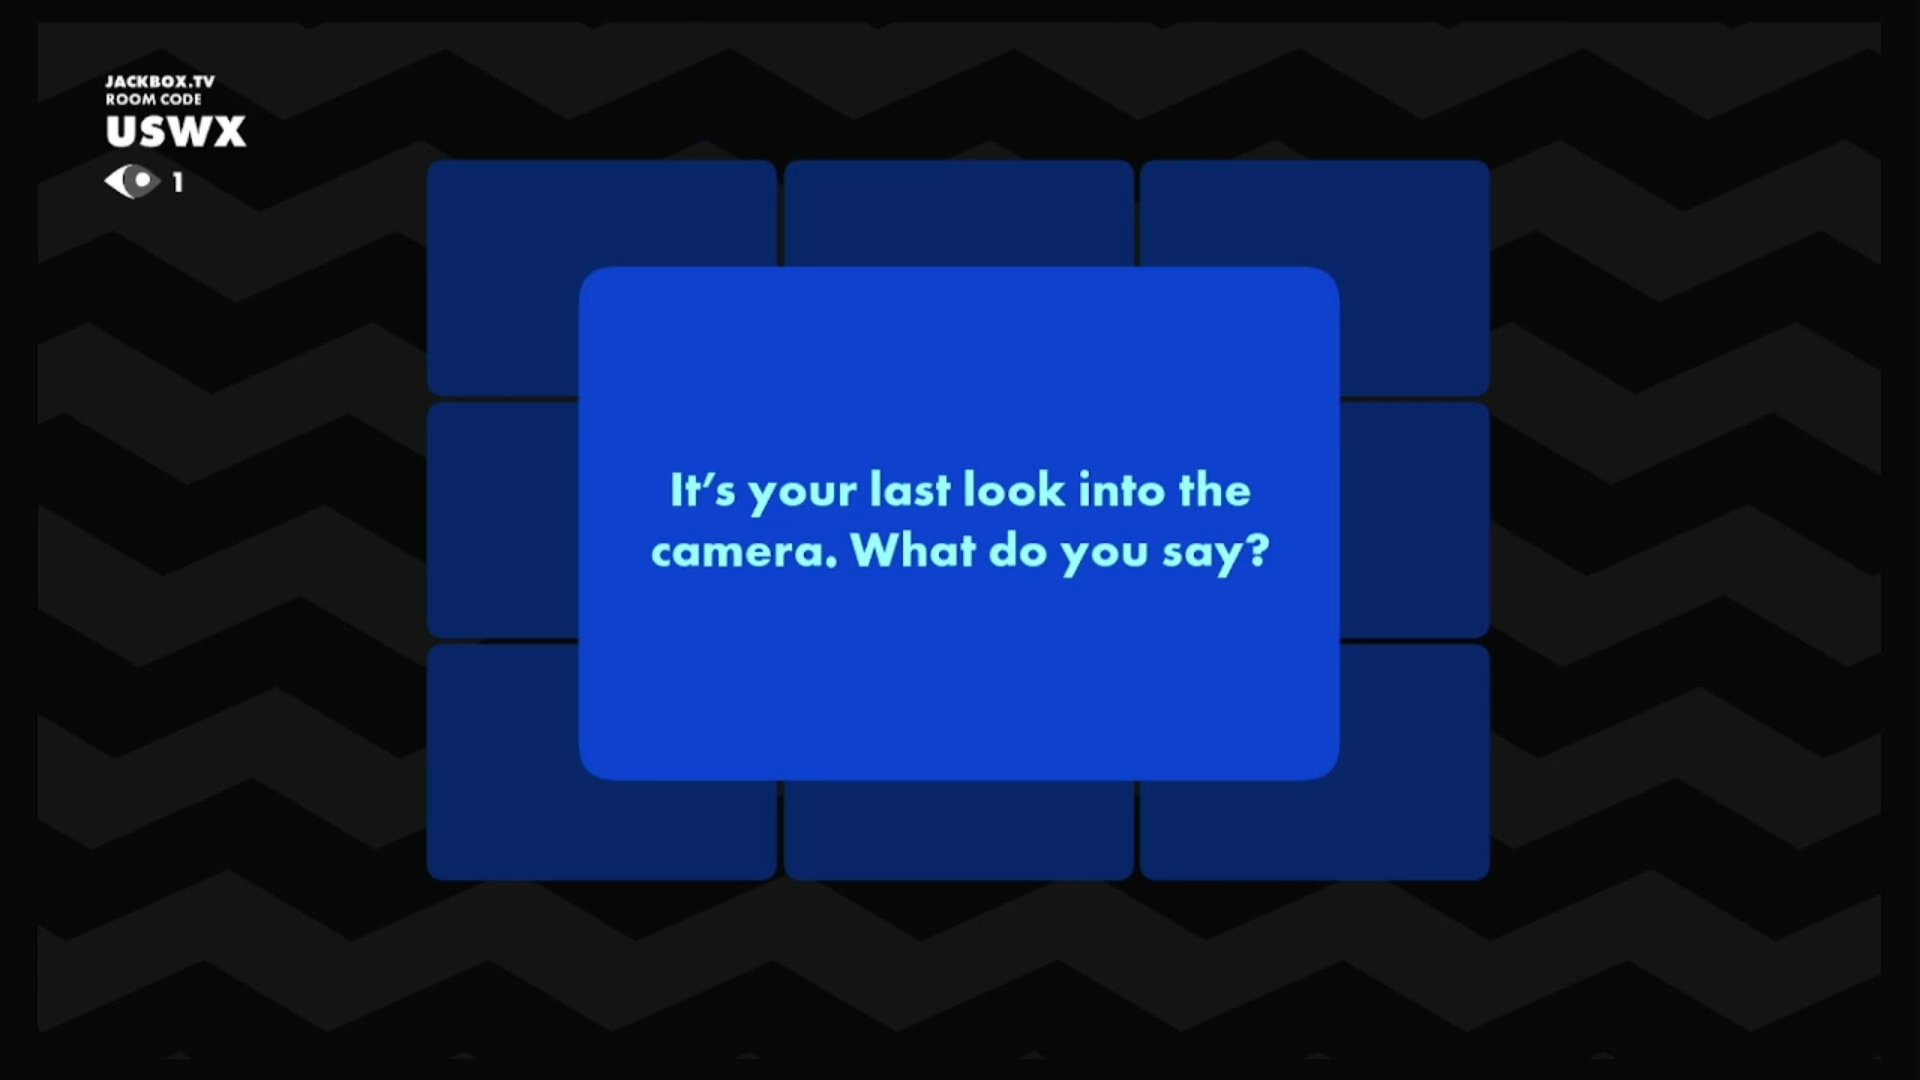 JACKBOX.TV
ROOM CODE
USWX
1
It’s your last look into the
camera. What do you say?